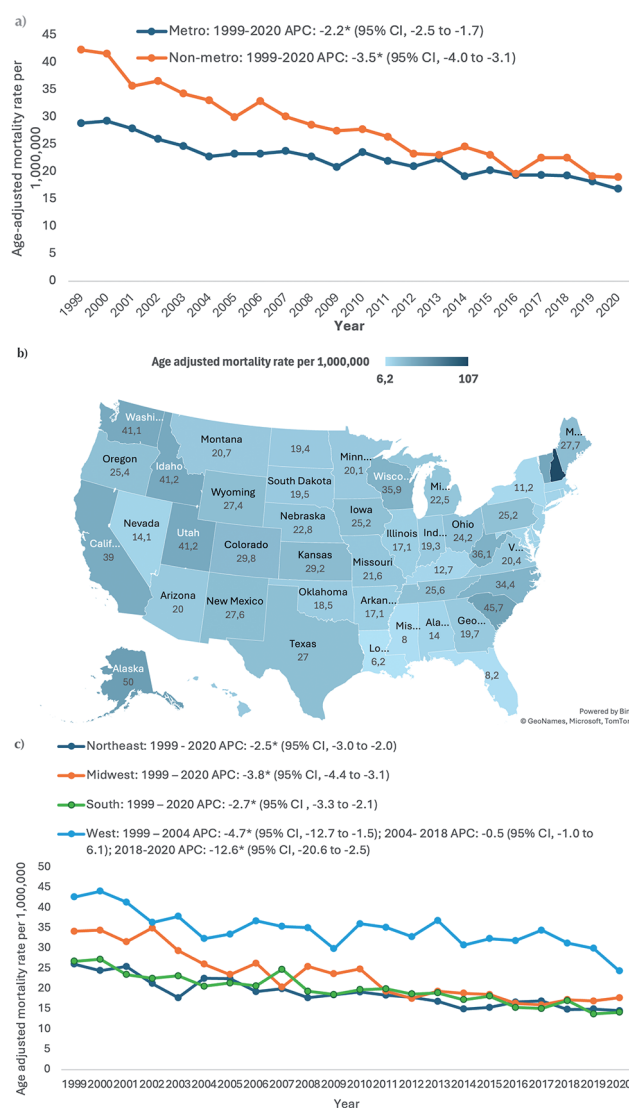 a)
Metro: 1999-2020 APC: -2.2* (95% CI, -2.5 to -1.7)
Non-metro: 1999-2020 APC: -3.5* (95% CI, -4.0 to -3.1)
Age-adjusted mortality rate per
1,000,000
45
40
35
30
25
20
15
10
5
0
1999 2000 2001 2002 2003 2004 2005 2006 2007 2008 2009 2010 2011 2012 2013 2014 2015 2016 2017 2018 2019 2020
Year
b)
Age adjusted mortality rate per 1,000,000
6,2 107
Washi...
41,1
Montana
20,7
19,4
Minn...
20,1
M...
27,7
Oregon
25,4
Idaho
41,2
Wyoming
27,4
South Dakota
19,5
Wisco...
35,9
Mi...
22,5
11,2
Nevada
14,1
Utah
41,2
Colorado
29,8
Nebraska
22,8
Iowa
25,2
Illinois
17,1
Ind...
19,3
Ohio
24,2
25,2
Calif...
39
Kansas
29,2
Missouri
21,6
12,7
36,1
V...
20,4
Arizona
20
New Mexico
27,6
Oklahoma
18,5
Arkan...
17,1
25,6
34,4
45,7
Texas
27
Lo...
6,2
Mis...
8
Ala...
14
Geo...
19,7
8,2
Alaska
50
Powered by Bin
© GeoNames, Microsoft, TomTom
c)
Northeast: 1999 - 2020 APC: -2.5* (95% CI, -3.0 to -2.0)
Midwest: 1999 – 2020 APC: -3.8* (95% CI, -4.4 to -3.1)
South: 1999 – 2020 APC: -2.7* (95% CI, -3.3 to -2.1)
West: 1999 – 2004 APC: -4.7* (95% CI, -12.7 to -1.5); 2004- 2018 APC: -0.5 (95% CI, -1.0 to
6.1); 2018-2020 APC: -12.6* (95% CI, -20.6 to -2.5)
Age adjusted mortality rate per 1,000,000
50
45
40
35
30
25
20
15
10
5
0
1999 2000 2001 2002 2003 2004 2005 2006 2007 2008 2009 2010 2011 2012 2013 2014 2015 2016 2017 2018 2019 2020
Year